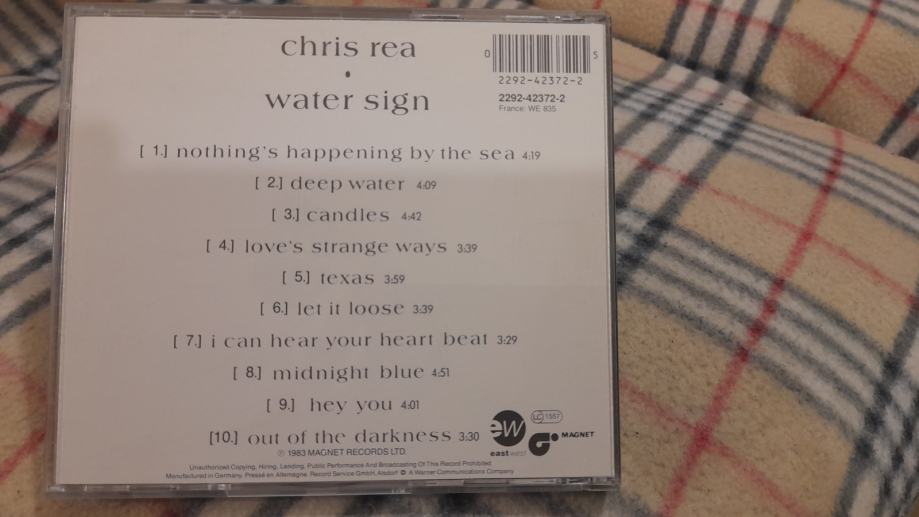 chris rea
•
water sign
0 5
2292-42372-2
2292-42372-2
France: WE 835
[ 1.] nothing's happening by the sea 4:19
[ 2.] deep water 4:09
[ 3.] candles 4:42
[ 4.] love's strange ways 3:39
[ 5.] texas 3:59
[ 6.] let it loose 3:39
[ 7.] i can hear your heart beat 3:29
[ 8.] midnight blue 4:51
[ 9.] hey you 4:01
[10.] out of the darkness 3:30
℗ 1983 MAGNET RECORDS LTD.
ew
east west
LC 1557
MAGNET
Unauthorized Copying, Hiring, Lending, Public Performance And Broadcasting Of This Record Prohibited
Manufactured in Germany. Pressé en Allemagne. Record Service GmbH, Alsdorf. A Warner Communications Company